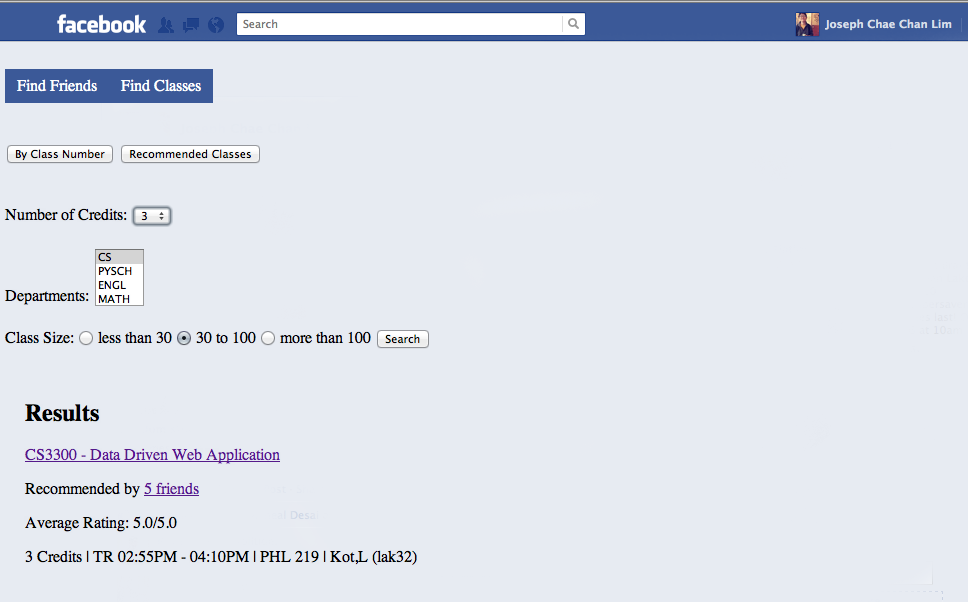 facebook Search Joseph Chae Chan Lim
Find Friends Find Classes
By Class Number Recommended Classes
Number of Credits: 3
CS
PYSCH
ENGL
Departments: MATH
Class Size: less than 30 30 to 100 more than 100 Search
Results
CS3300 - Data Driven Web Application
Recommended by 5 friends
Average Rating: 5.0/5.0
3 Credits | TR 02:55PM - 04:10PM | PHL 219 | Kot,L (lak32)